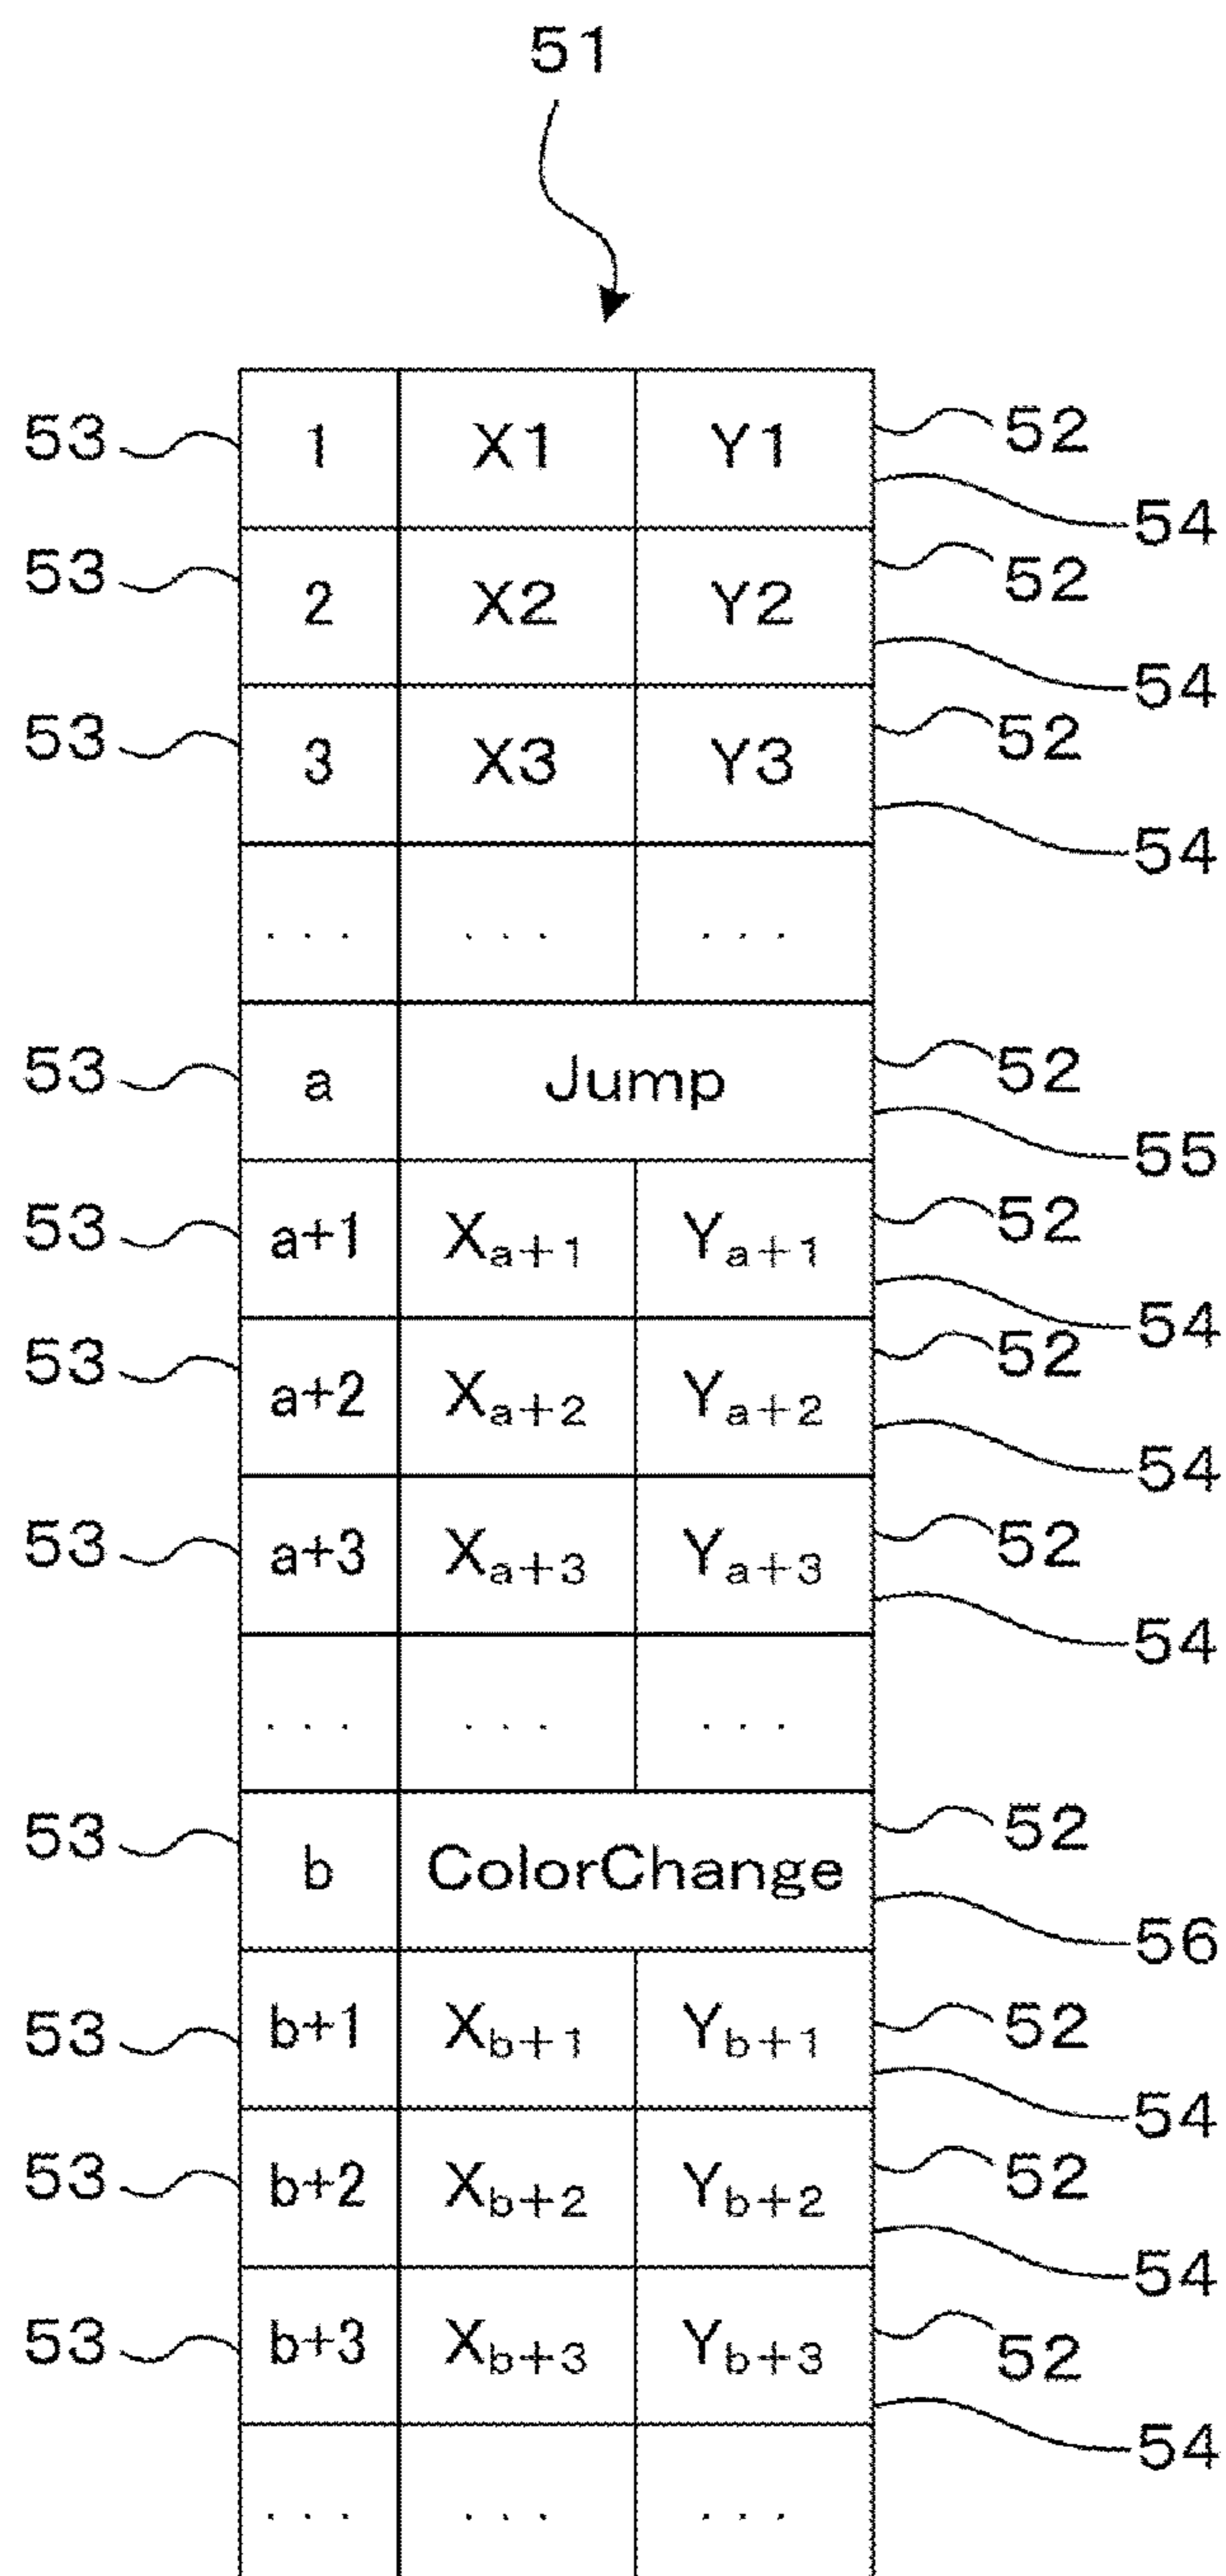 51
53 1 X1 Y1 52
54
53 2 X2 Y2 52
54
53 3 X3 Y3 52
54
... ... ...
53 a Jump 52
55
53 a+1 Xa+1 Ya+1 52
54
53 a+2 Xa+2 Ya+2 52
54
53 a+3 Xa+3 Ya+3 52
54
... ... ...
53 b ColorChange 52
56
53 b+1 Xb+1 Yb+1 52
54
53 b+2 Xb+2 Yb+2 52
54
53 b+3 Xb+3 Yb+3 52
54
... ... ...